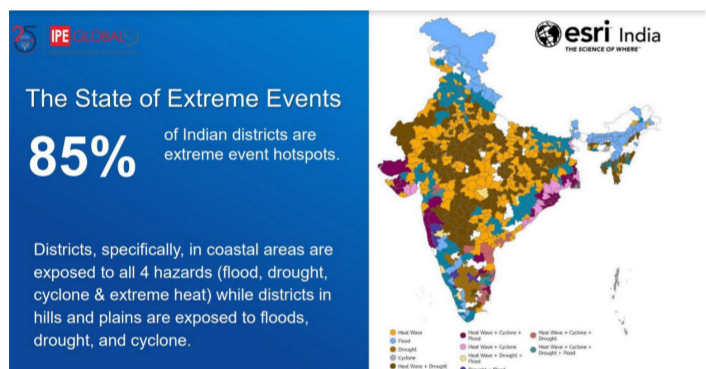 25
IPE GLOBAL
esri India
THE SCIENCE OF WHERE™
The State of Extreme Events
85%
of Indian districts are
extreme event hotspots.
Districts, specifically, in coastal areas are
exposed to all 4 hazards (flood, drought,
cyclone & extreme heat) while districts in
hills and plains are exposed to floods,
drought, and cyclone.
Heat Wave
Flood
Drought
Cyclone
Heat Wave + Drought
Heat Wave + Cyclone +
Flood
Heat Wave + Cyclone
Heat Wave + Drought +
Flood
Heat Wave + Cyclone +
Drought
Heat Wave + Cyclone +
Drought + Flood